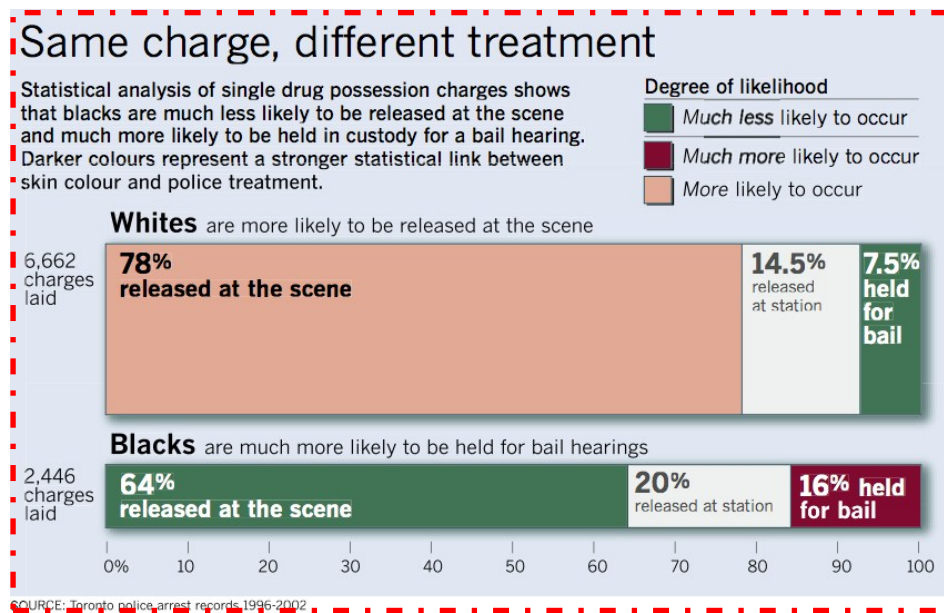 Same charge, different treatment
Statistical analysis of single drug possession charges shows
that blacks are much less likely to be released at the scene
and much more likely to be held in custody for a bail hearing.
Darker colours represent a stronger statistical link between
skin colour and police treatment.
Degree of likelihood
Much less likely to occur
Much more likely to occur
More likely to occur
Whites are more likely to be released at the scene
6,662
charges
laid
78%
released at the scene
14.5%
released
at station
7.5%
held
for
bail
Blacks are much more likely to be held for bail hearings
2,446
charges
laid
64%
released at the scene
20%
released at station
16% held
for bail
0% 10 20 30 40 50 60 70 80 90 100
SOURCE: Toronto police arrest records 1996-2002